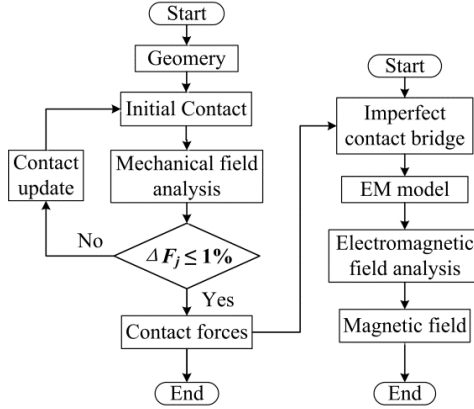 Start
Geomery
Initial Contact
Contact
update
Mechanical field
analysis
No
Δ Fj ≤ 1%
Yes
Contact forces
End
Start
Imperfect
contact bridge
EM model
Electromagnetic
field analysis
Magnetic field
End